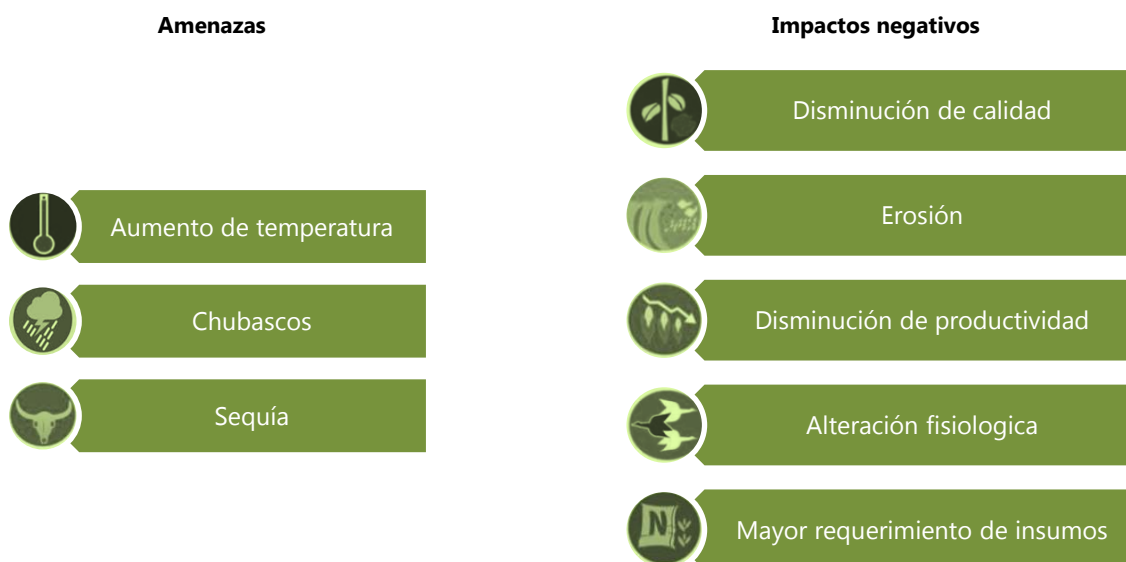 Amenazas
Aumento de temperatura
Chubascos
Sequía
Impactos negativos
Disminución de calidad
Erosión
Disminución de productividad
Alteración fisiologica
N
Mayor requerimiento de insumos